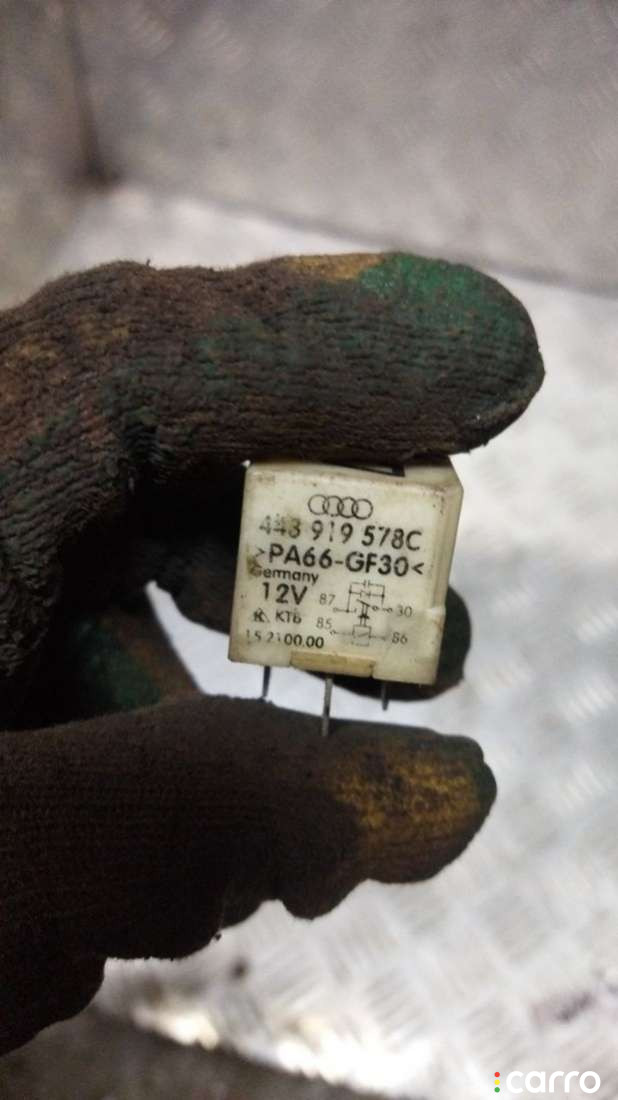 443 919 578C
>PA66-GF30<
Germany
12V
87
30
KTB
85
86
15 2100.00
carro